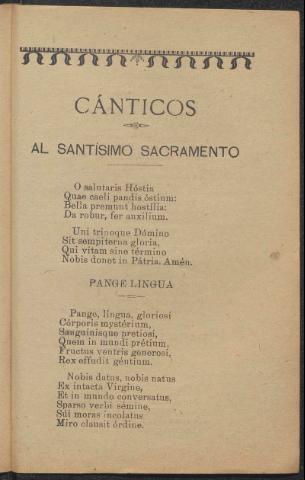 CÁNTICOS
AL SANTÍSIMO SACRAMENTO
O salutaris Hóstia
Quae caeli pandis óstium:
Bella premunt hostília:
Da robur, fer auxílium.
Uni trinoque Dómino
Sit sempiterna gloria,
Qui vitam sine término
Nobis donet in Pátria. Amén.
PANGE LINGUA
Pange, lingua, gloriosi
Córporis mystérium,
Sanguinisque pretiosi,
Quem in mundi prétium,
Fructus ventris generosi,
Rex effudit géntium.
Nobis datus, nobis natus
Ex intacta Virgine,
Et in mundo conversatus,
Sparso verbi sémine,
Súi moras incolatus
Miro clausit órdine.